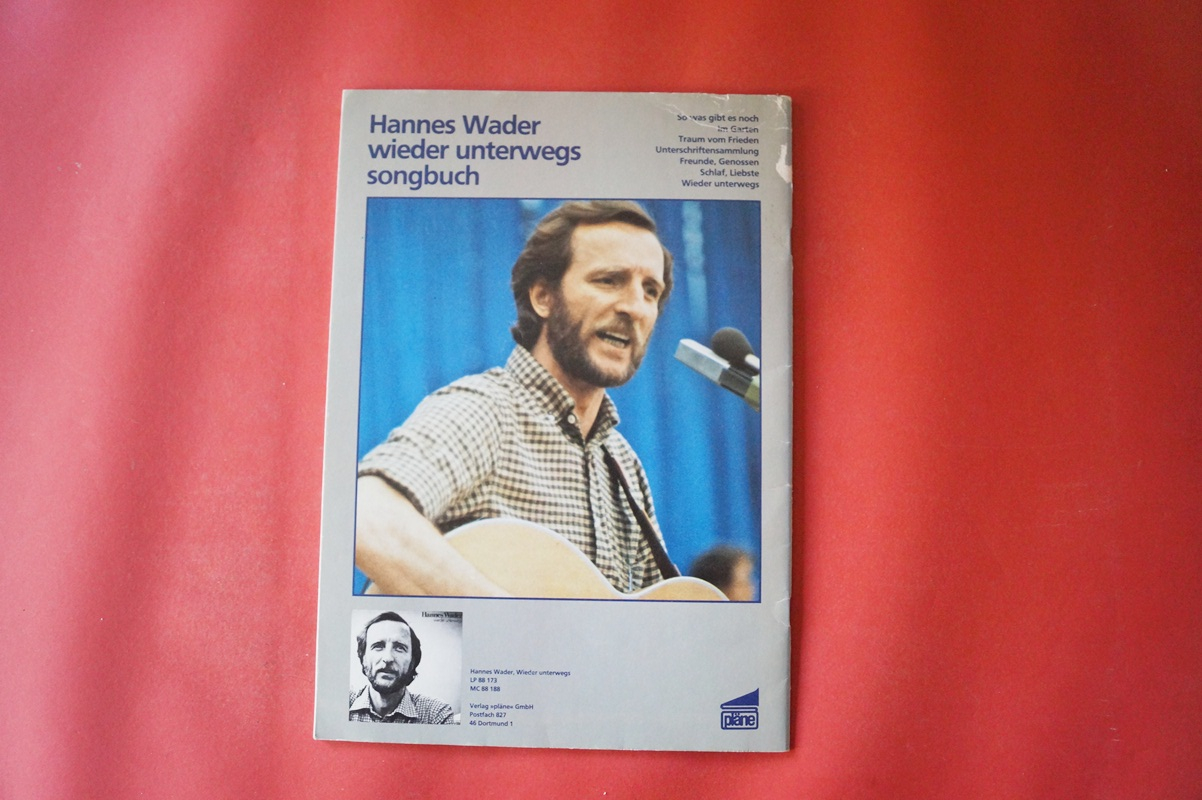 Hannes Wader
wieder unterwegs
songbuch
So was gibt es noch
Im Garten
Traum vom Frieden
Unterschriftensammlung
Freunde, Genossen
Schlaf, Liebste
Wieder unterwegs
Hannes Wader
Hannes Wader, Wieder unterwegs
LP 88 173
MC 88 188
Verlag »pläne« GmbH
Postfach 827
46 Dortmund 1
pläne